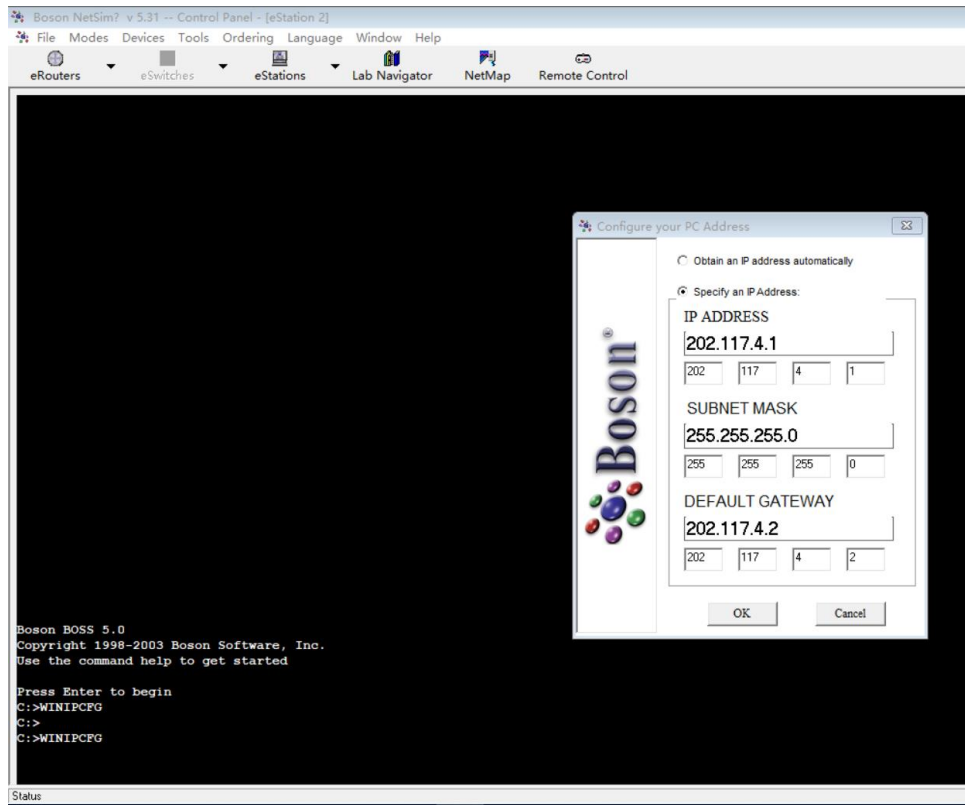 Boson NetSim? v 5.31 -- Control Panel - [eStation 2]
File Modes Devices Tools Ordering Language Window Help
eRouters eSwitches eStations Lab Navigator NetMap Remote Control
Configure your PC Address
Obtain an IP address automatically
Specify an IP Address:
IP ADDRESS
202.117.4.1
202 117 4 1
SUBNET MASK
255.255.255.0
255 255 255 0
DEFAULT GATEWAY
202.117.4.2
202 117 4 2
OK Cancel
Boson®
Boson BOSS 5.0
Copyright 1998-2003 Boson Software, Inc.
Use the command help to get started
Press Enter to begin
C:>WINIPCFG
C:>
C:>WINIPCFG
Status